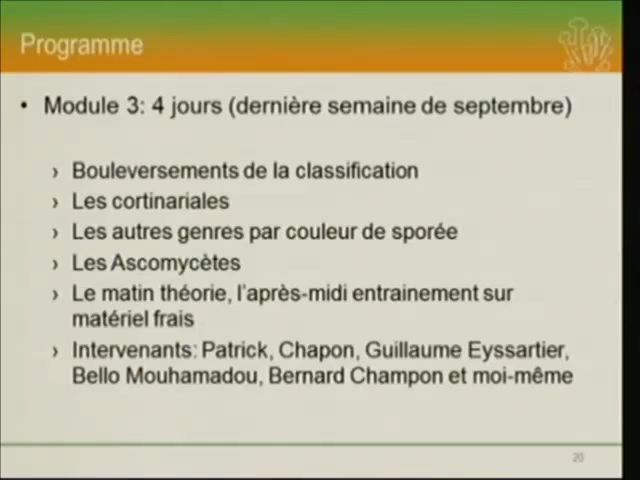 Programme
• Module 3: 4 jours (dernière semaine de septembre)
› Bouleversements de la classification
› Les cortinariales
› Les autres genres par couleur de sporée
› Les Ascomycètes
› Le matin théorie, l'après-midi entrainement sur
matériel frais
› Intervenants: Patrick, Chapon, Guillaume Eyssartier,
Bello Mouhamadou, Bernard Champon et moi-même
20